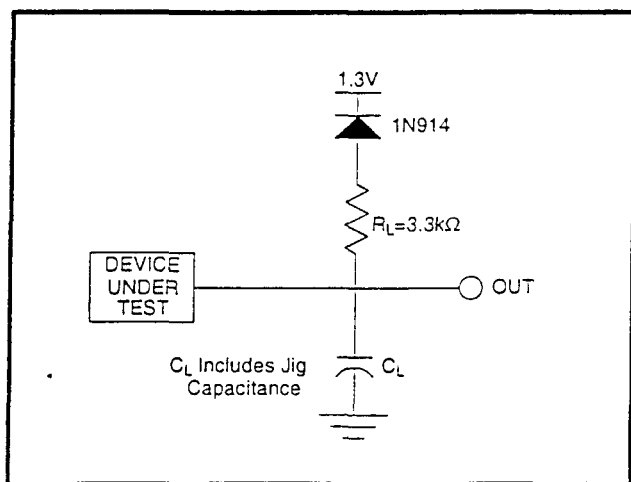 1.3V
1N914
R_L=3.3kΩ
DEVICE
UNDER
TEST
OUT
C_L Includes Jig
Capacitance
C_L